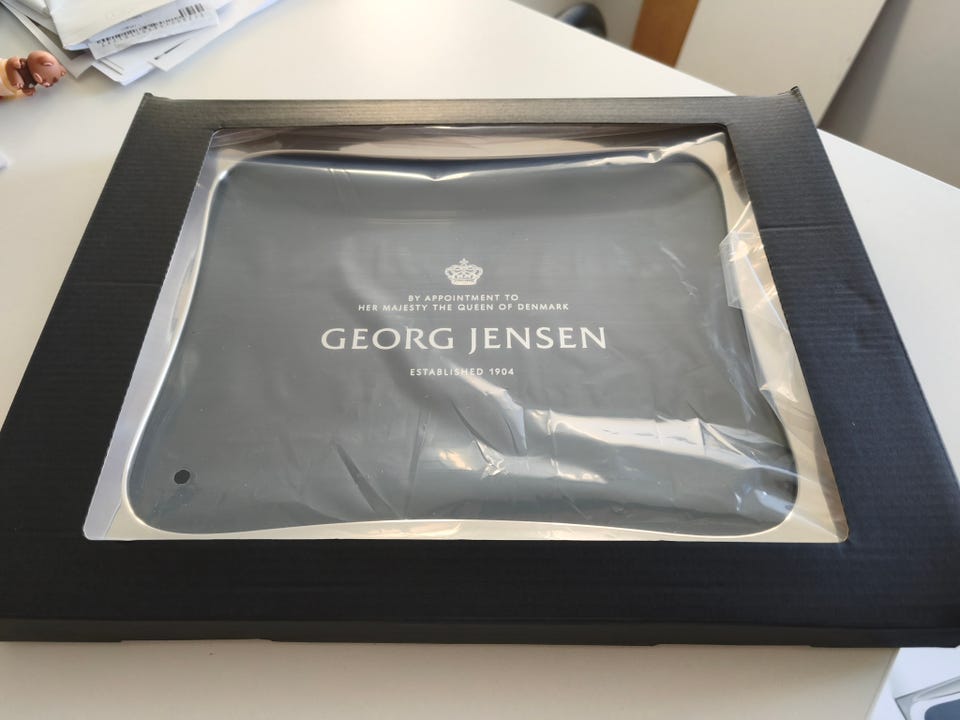 BY APPOINTMENT TO
HER MAJESTY THE QUEEN OF DENMARK
GEORG JENSEN
ESTABLISHED 1904